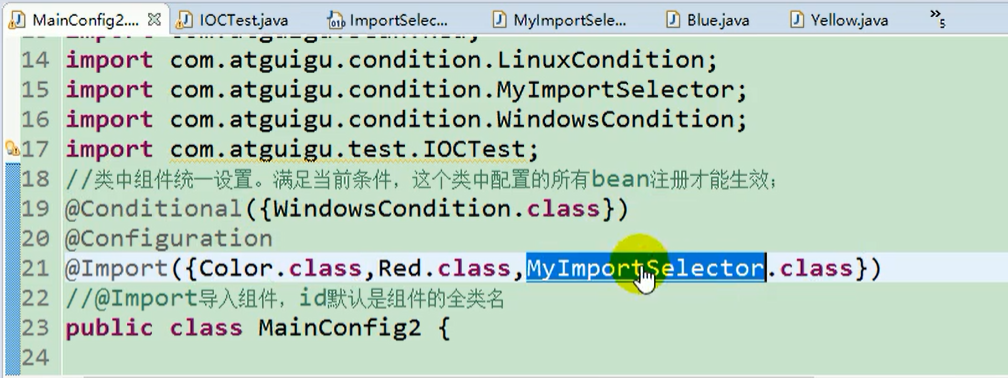 MainConfig2....
IOCTest.java
ImportSelec...
MyImportSele...
Blue.java
Yellow.java
»5
14 import com.atguigu.condition.LinuxCondition;
15 import com.atguigu.condition.MyImportSelector;
16 import com.atguigu.condition.WindowsCondition;
17 import com.atguigu.test.IOCTest;
18 //类中组件统一设置。满足当前条件，这个类中配置的所有bean注册才能生效；
19 @Conditional({WindowsCondition.class})
20 @Configuration
21 @Import({Color.class,Red.class,MyImportSelector.class})
22 //@Import导入组件，id默认是组件的全类名
23 public class MainConfig2 {
24